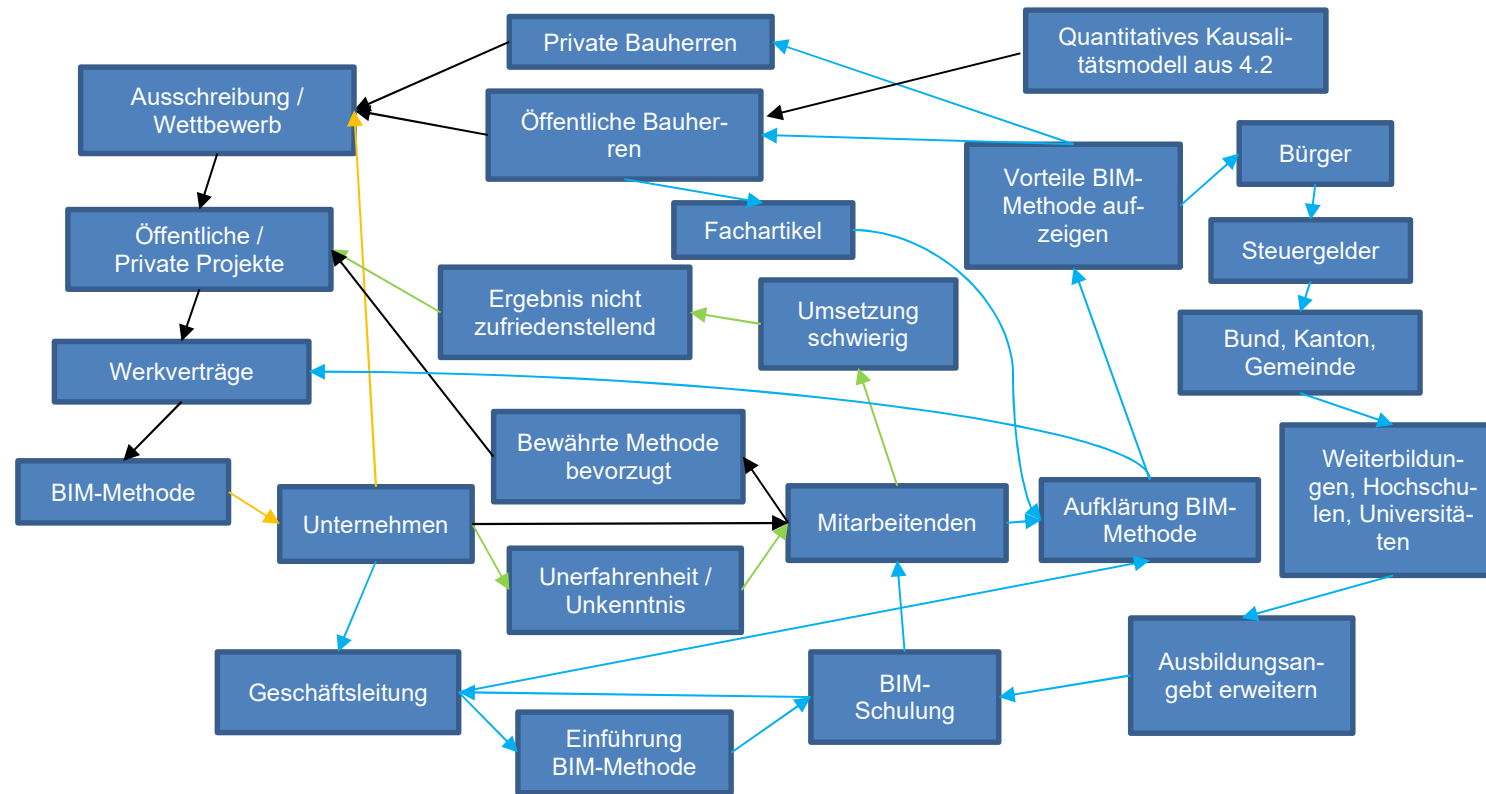 Private Bauherren
Quantitatives Kausali-
tätsmodell aus 4.2
Ausschreibung /
Wettbewerb
Öffentliche Bauher-
ren
Bürger
Vorteile BIM-
Methode auf-
zeigen
Fachartikel
Öffentliche /
Private Projekte
Steuergelder
Ergebnis nicht
zufriedenstellend
Umsetzung
schwierig
Bund, Kanton,
Gemeinde
Werkverträge
Bewährte Methode
bevorzugt
Weiterbildun-
gen, Hochschu-
len, Universitä-
ten
BIM-Methode
Unternehmen
Mitarbeitenden
Aufklärung BIM-
Methode
Unerfahrenheit /
Unkenntnis
Geschäftsleitung
BIM-
Schulung
Ausbildungsan-
gebt erweitern
Einführung
BIM-Methode